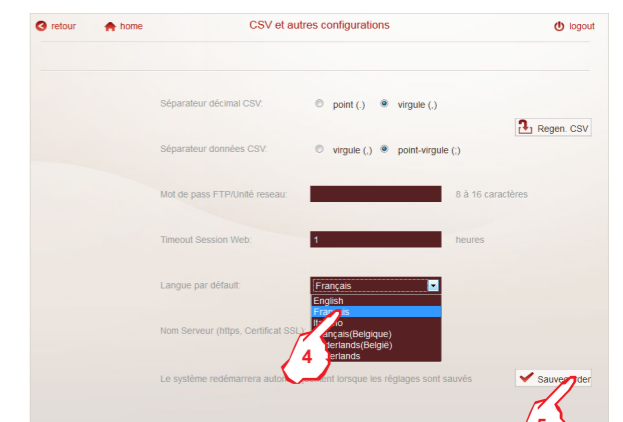 retour home CSV et autres configurations logout
Séparateur décimal CSV: point (.) virgule (,)
Regen. CSV
Séparateur données CSV: virgule (,) point-virgule (;)
Mot de pass FTP/Unité reseau: 8 à 16 caractères
Timeout Session Web: 1 heures
Langue par défault: Français
English
Français
Nom Serveur (https, Certificat SSL):
4
Le système redémarrera lorsque les réglages sont sauvés
5